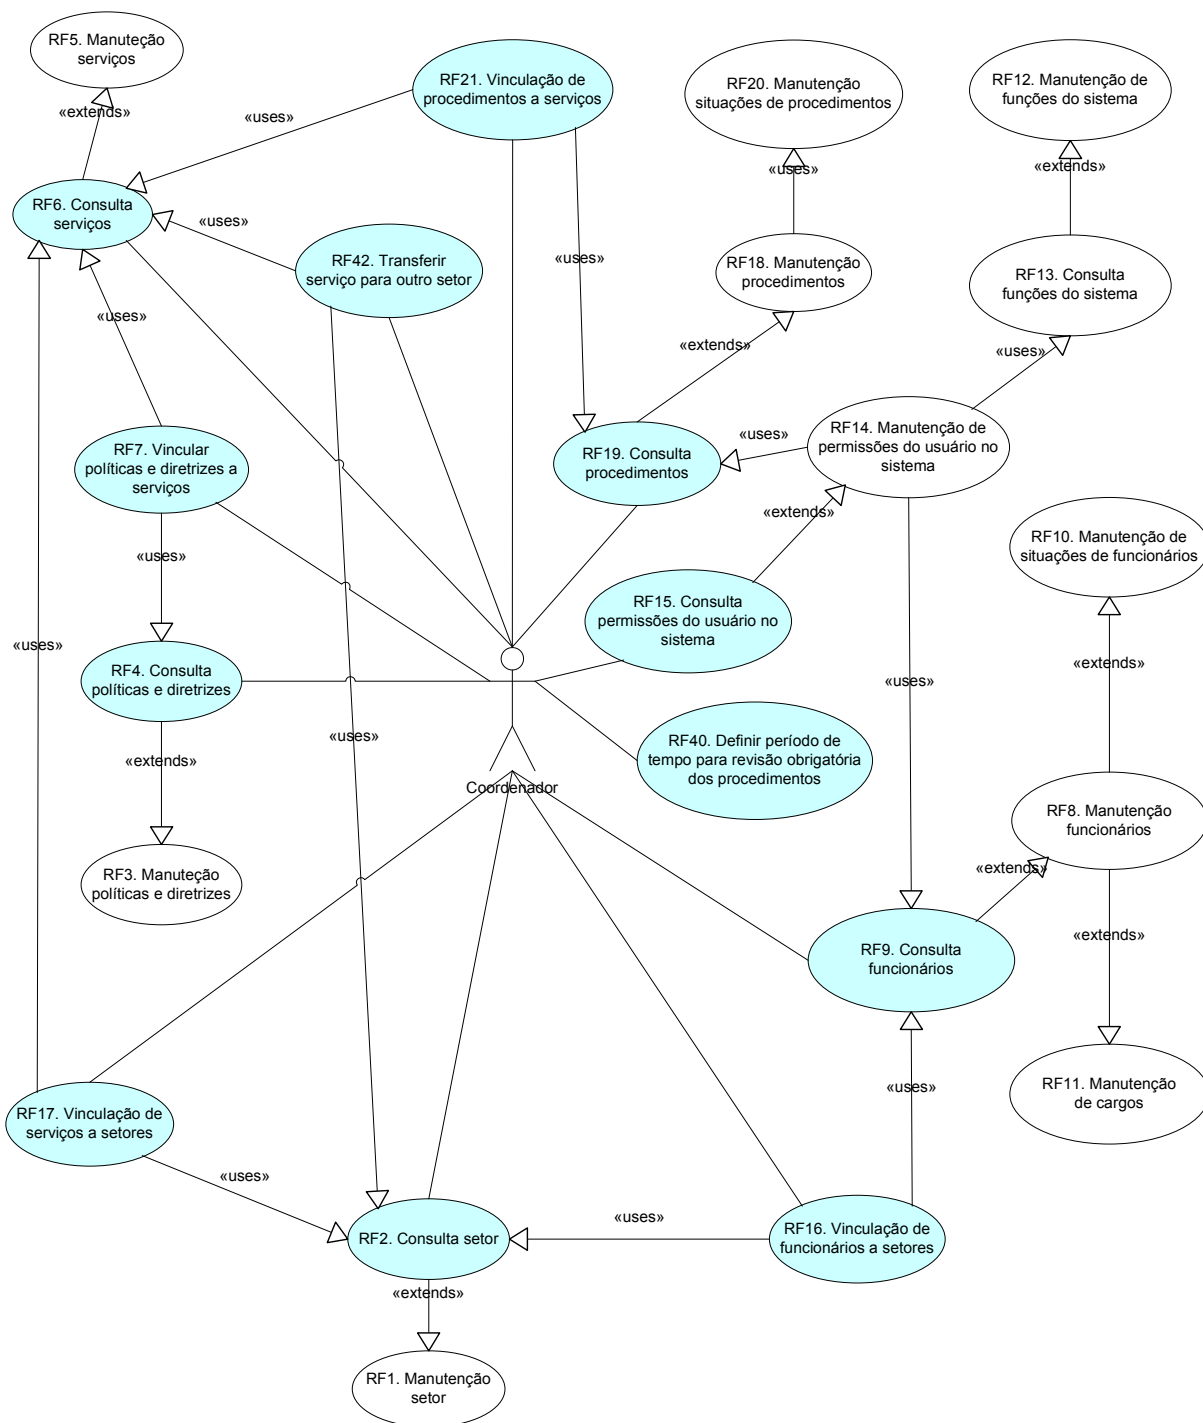 RF5. Manuteção
serviços
«extends»
RF21. Vinculação de
procedimentos a serviços
«uses»
RF20. Manutenção
situações de procedimentos
«uses»
RF12. Manutenção de
funções do sistema
«extends»
RF6. Consulta
serviços
«uses»
RF42. Transferir
serviço para outro setor
«uses»
RF18. Manutenção
procedimentos
RF13. Consulta
funções do sistema
«uses»
«extends»
«uses»
RF7. Vincular
políticas e diretrizes a
serviços
RF19. Consulta
procedimentos
«uses»
RF14. Manutenção de
permissões do usuário no
sistema
«extends»
«uses»
RF10. Manutenção de
situações de funcionários
RF15. Consulta
permissões do usuário no
sistema
«uses»
RF4. Consulta
políticas e diretrizes
«uses»
«extends»
«uses»
RF40. Definir período de
tempo para revisão obrigatória
dos procedimentos
«extends»
Coordenador
RF8. Manutenção
funcionários
RF3. Manuteção
políticas e diretrizes
«extends»
RF9. Consulta
funcionários
«extends»
«uses»
RF11. Manutenção
de cargos
RF17. Vinculação de
serviços a setores
«uses»
«uses»
RF2. Consulta setor
RF16. Vinculação de
funcionários a setores
«extends»
RF1. Manutenção
setor